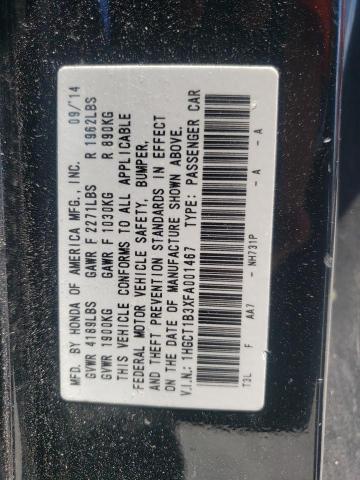 MFD. BY HONDA OF AMERICA MFG., INC. 09/'14
GVWR 4189LBS GAWR F 2271LBS R 1962LBS
GVWR 1900KG GAWR F 1030KG R 890KG
THIS VEHICLE CONFORMS TO ALL APPLICABLE
FEDERAL MOTOR VEHICLE SAFETY, BUMPER,
AND THEFT PREVENTION STANDARDS IN EFFECT
ON THE DATE OF MANUFACTURE SHOWN ABOVE.
V.I.N.: 1HGCT1B3XFA001467 TYPE: PASSENGER CAR
T3L F AA7 - NH731P - A - A